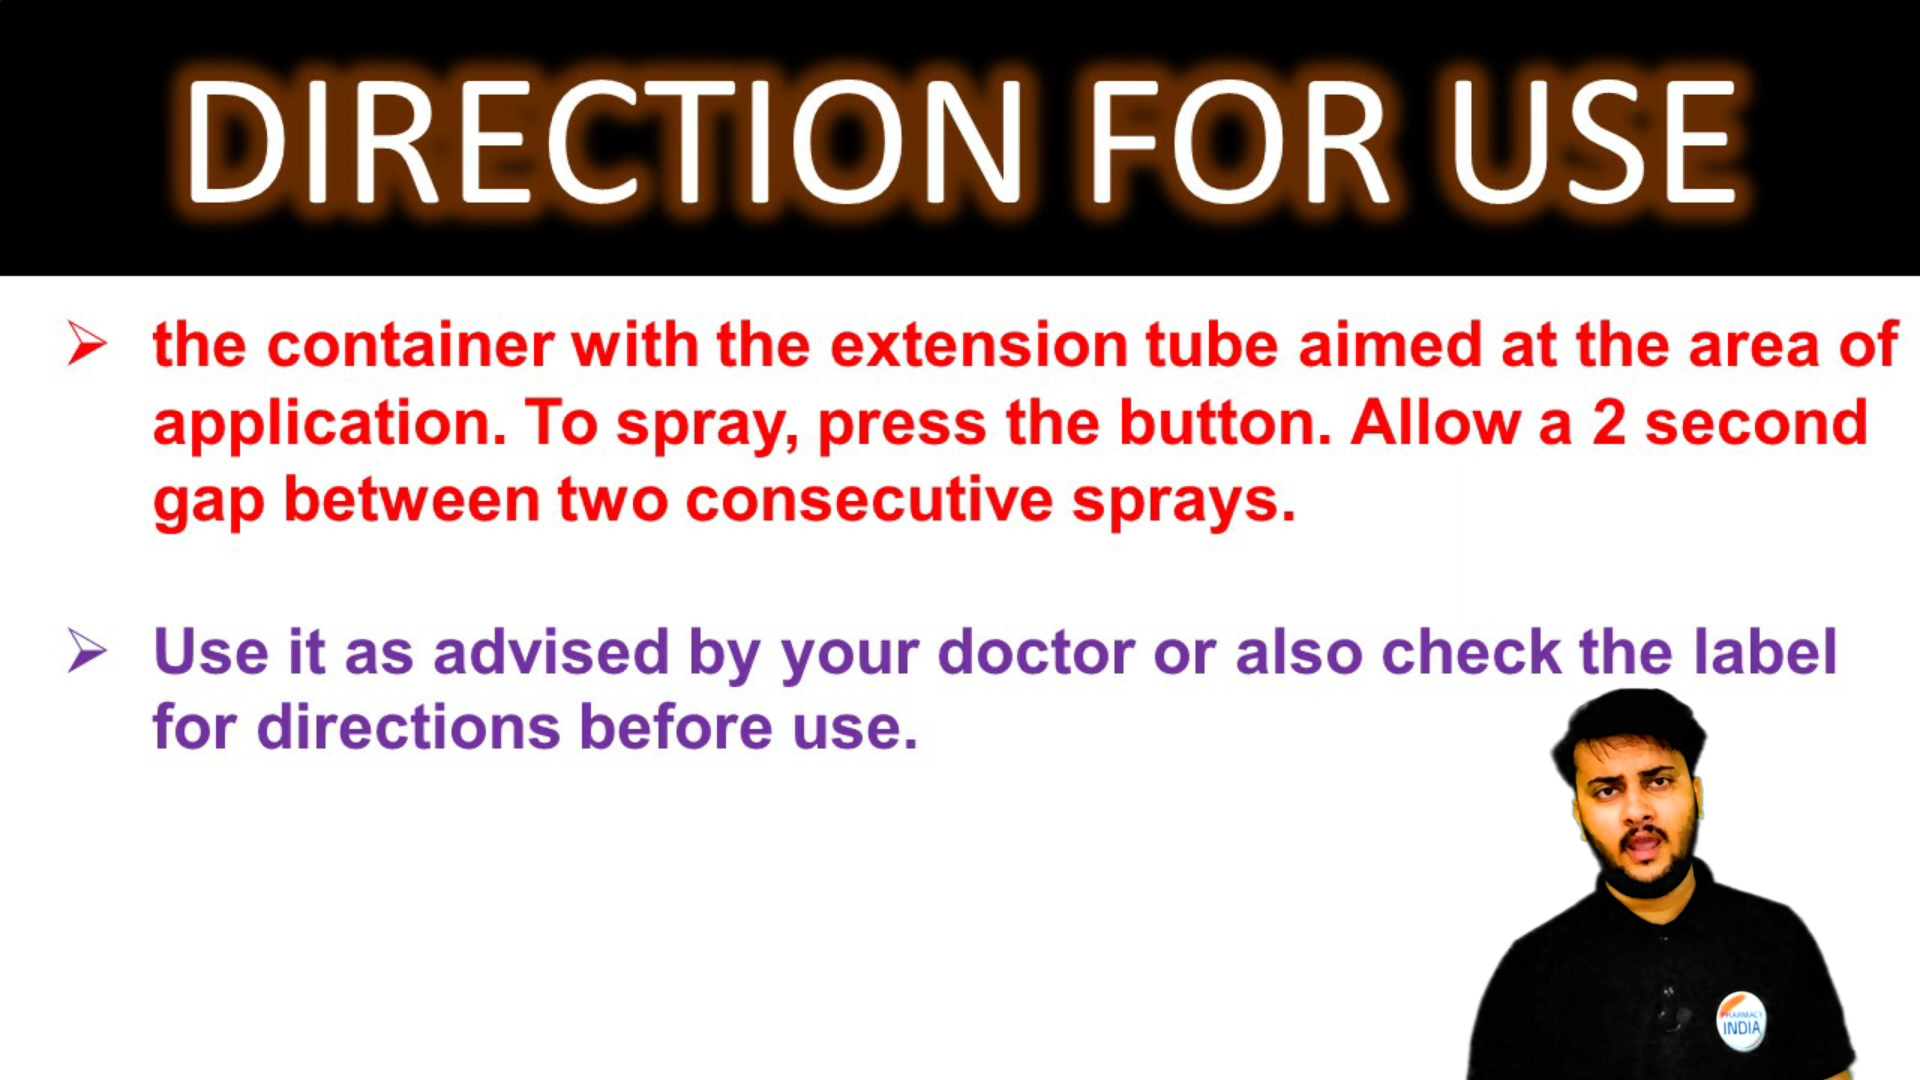 DIRECTION FOR USE
➢ the container with the extension tube aimed at the area of
application. To spray, press the button. Allow a 2 second
gap between two consecutive sprays.
➢ Use it as advised by your doctor or also check the label
for directions before use.
PHARMACY
INDIA